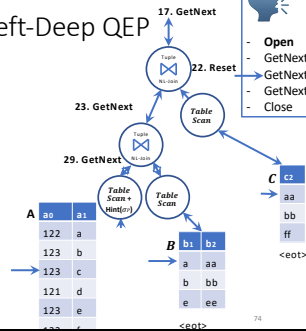 17. GetNext
eft-Deep QEP
- Open
- GetNext
- GetNext
- GetNext
- Close
Tuple
NL-Join
22. Reset
Table
Scan
23. GetNext
Tuple
NL-Join
29. GetNext
Table
Scan +
Hint(σP)
Table
Scan
C c2
aa
bb
ff
<eot>
A a0 a1
122 a
123 b
123 c
121 d
123 e
B b1 b2
a aa
b bb
e ee
<eot>
74